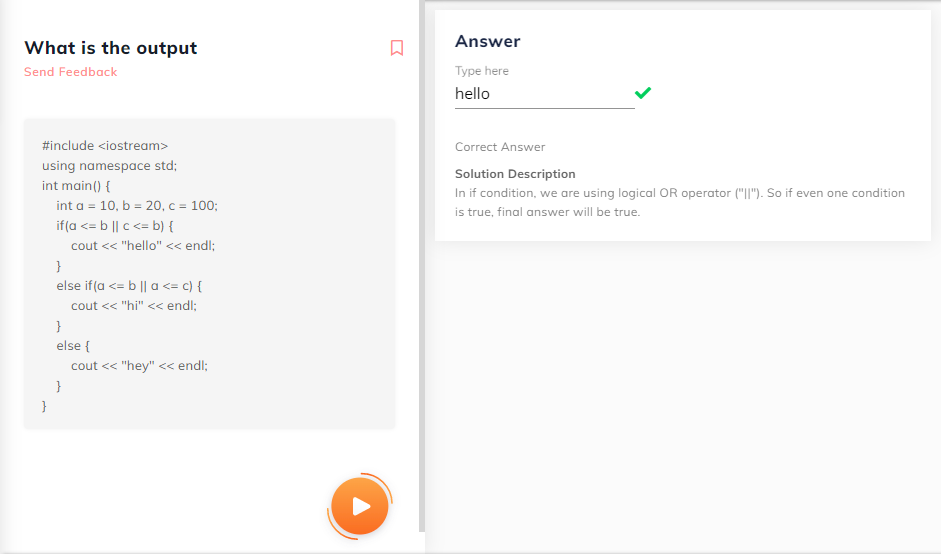 What is the output
Send Feedback
#include <iostream>
using namespace std;
int main() {
    int a = 10, b = 20, c = 100;
    if(a <= b || c <= b) {
        cout << "hello" << endl;
    }
    else if(a <= b || a <= c) {
        cout << "hi" << endl;
    }
    else {
        cout << "hey" << endl;
    }
}
Answer
Type here
hello
Correct Answer
Solution Description
In if condition, we are using logical OR operator ("||"). So if even one condition
is true, final answer will be true.